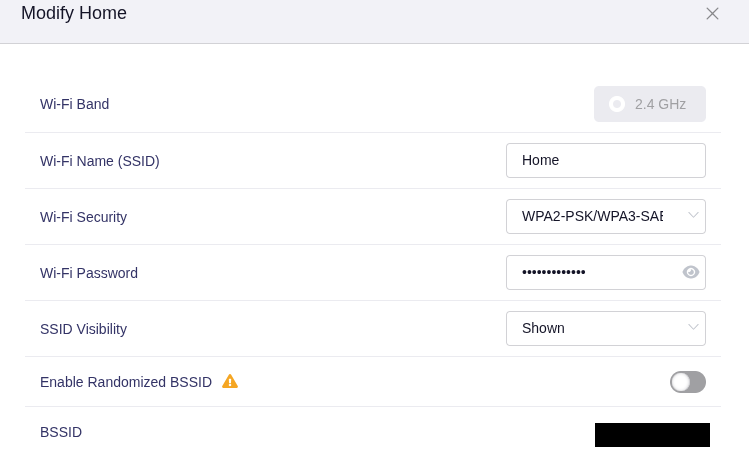 Modify Home
Wi-Fi Band
2.4 GHz
Wi-Fi Name (SSID)
Home
Wi-Fi Security
WPA2-PSK/WPA3-SAE
Wi-Fi Password
•••••••••••••
SSID Visibility
Shown
Enable Randomized BSSID
BSSID